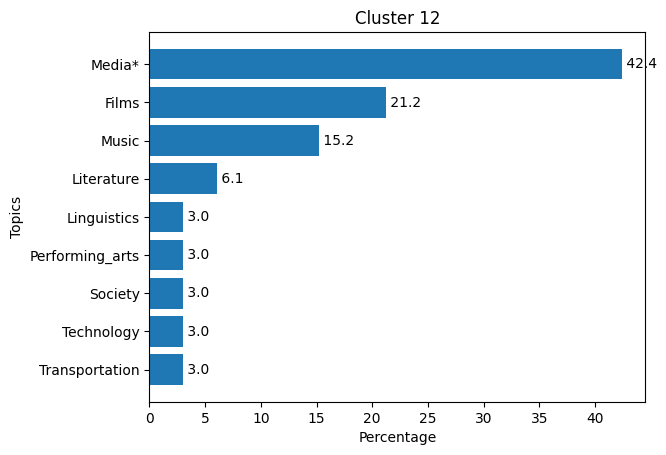 Cluster 12
Topics
Media* 42.4
Films 21.2
Music 15.2
Literature 6.1
Linguistics 3.0
Performing_arts 3.0
Society 3.0
Technology 3.0
Transportation 3.0
0 5 10 15 20 25 30 35 40
Percentage